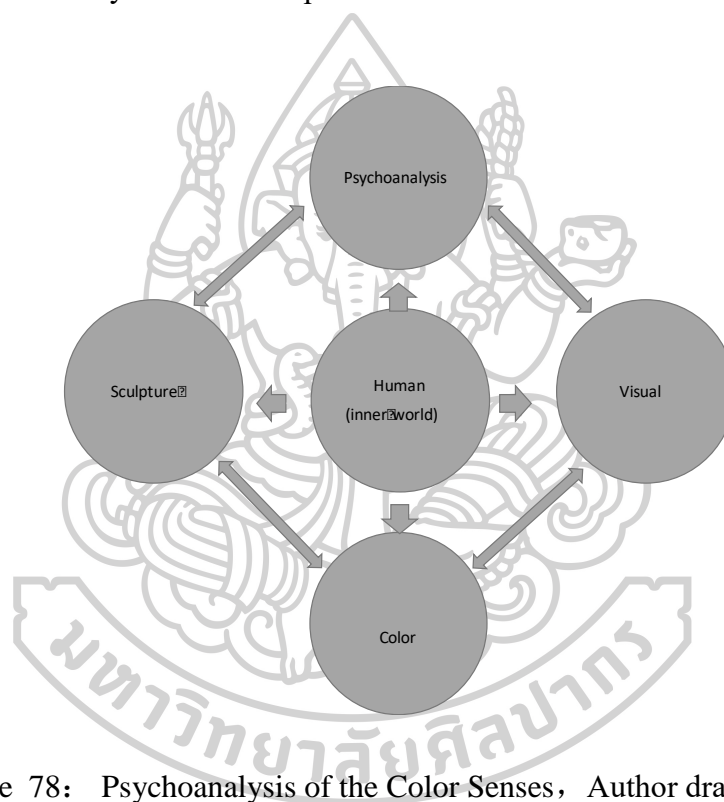 Psychoanalysis
Sculpture
Human
(inner world)
Visual
Color
มหาวิทยาลัยศิลปากร
78： Psychoanalysis of the Color Senses，Author